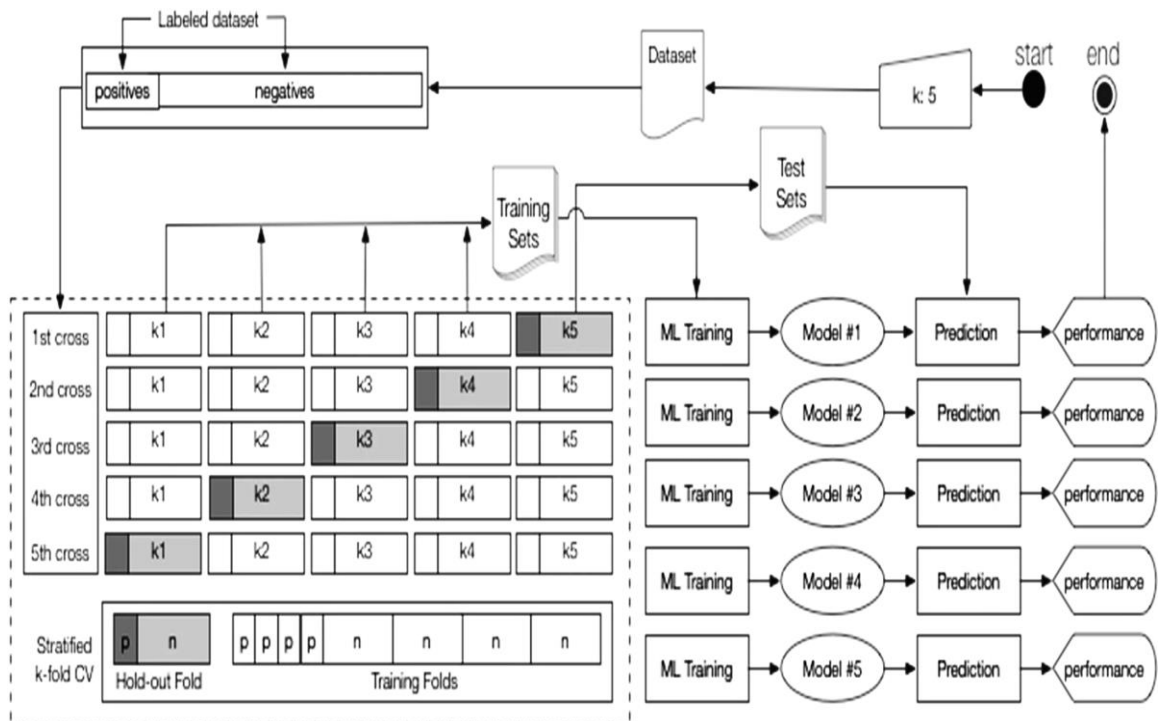 Labeled dataset
positives
negatives
Dataset
k: 5
start
end
Training
Sets
Test
Sets
1st cross
k1
k2
k3
k4
k5
2nd cross
k1
k2
k3
k4
k5
3rd cross
k1
k2
k3
k4
k5
4th cross
k1
k2
k3
k4
k5
5th cross
k1
k2
k3
k4
k5
Stratified
k-fold CV
p
n
Hold-out Fold
p
p
p
p
n
n
n
n
Training Folds
ML Training
Model #1
Prediction
performance
ML Training
Model #2
Prediction
performance
ML Training
Model #3
Prediction
performance
ML Training
Model #4
Prediction
performance
ML Training
Model #5
Prediction
performance